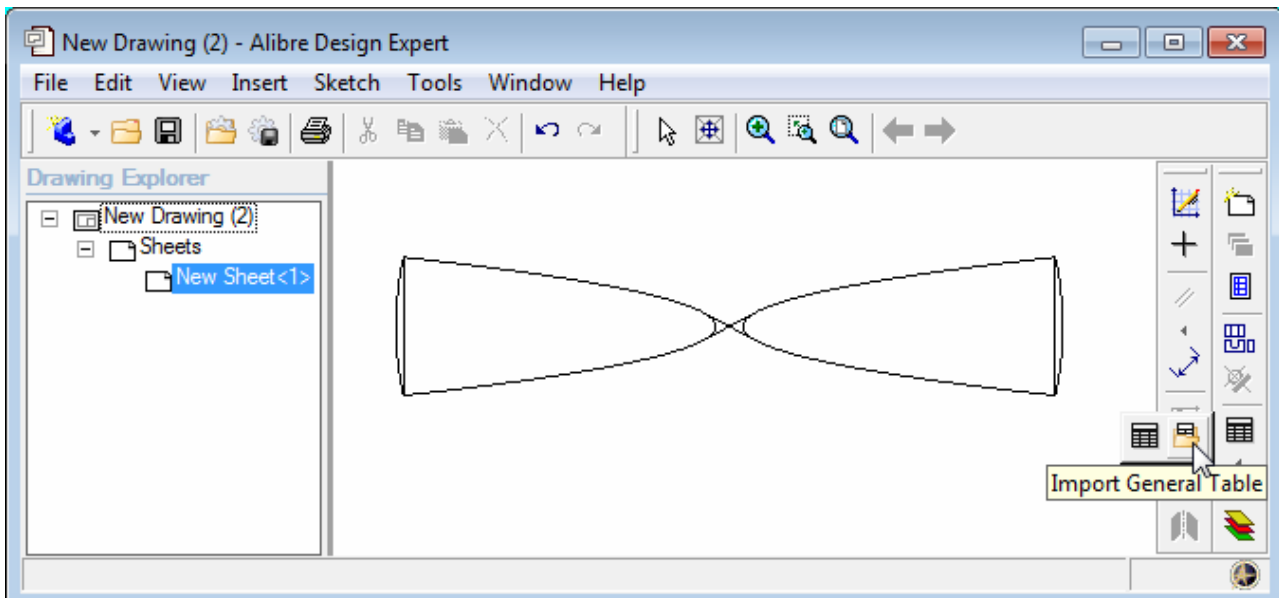 New Drawing (2) - Alibre Design Expert
File Edit View Insert Sketch Tools Window Help
Drawing Explorer
New Drawing (2)
Sheets
New Sheet<1>
Import General Table